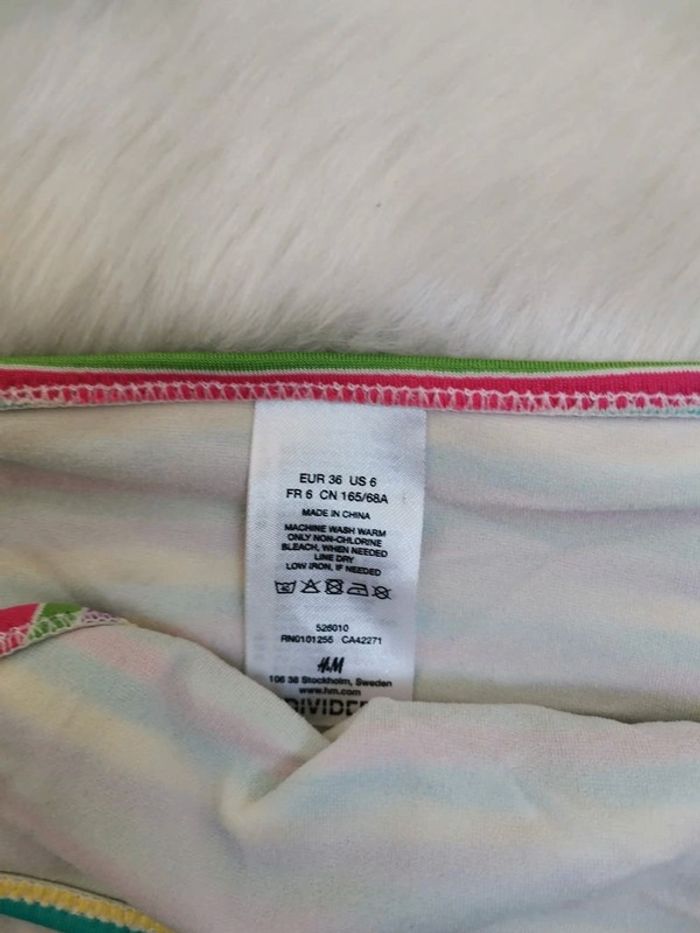 EUR 36 US 6
FR 6 CN 165/68A
MADE IN CHINA
MACHINE WASH WARM
ONLY NON-CHLORINE
BLEACH, WHEN NEEDED
LINE DRY
LOW IRON, IF NEEDED
526010
RN0101255 CA42271
H&M
106 38 Stockholm, Sweden
www.hm.com
DIVIDE